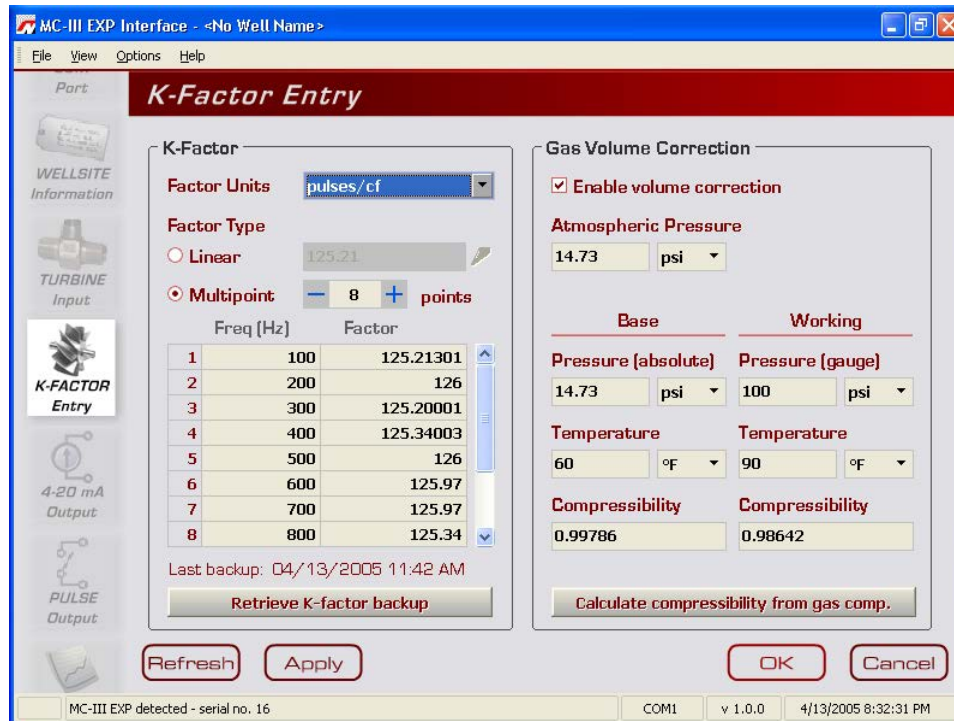 MC-III EXP Interface - <No Well Name>
File View Options Help
Port
WELLSITE
Information
TURBINE
Input
K-FACTOR
Entry
4-20 mA
Output
PULSE
Output
K-Factor Entry
K-Factor
Factor Units pulses/cf
Factor Type
Linear 125.21
Multipoint − 8 + points
Freq (Hz) Factor
1 100 125.21301
2 200 126
3 300 125.20001
4 400 125.34003
5 500 126
6 600 125.97
7 700 125.97
8 800 125.34
Last backup: 04/13/2005 11:42 AM
Retrieve K-factor backup
Gas Volume Correction
Enable volume correction
Atmospheric Pressure
14.73 psi
Base Working
Pressure (absolute) Pressure (gauge)
14.73 psi 100 psi
Temperature Temperature
60 °F 90 °F
Compressibility Compressibility
0.99786 0.98642
Calculate compressibility from gas comp.
Refresh Apply OK Cancel
MC-III EXP detected - serial no. 16 COM1 v 1.0.0 4/13/2005 8:32:31 PM